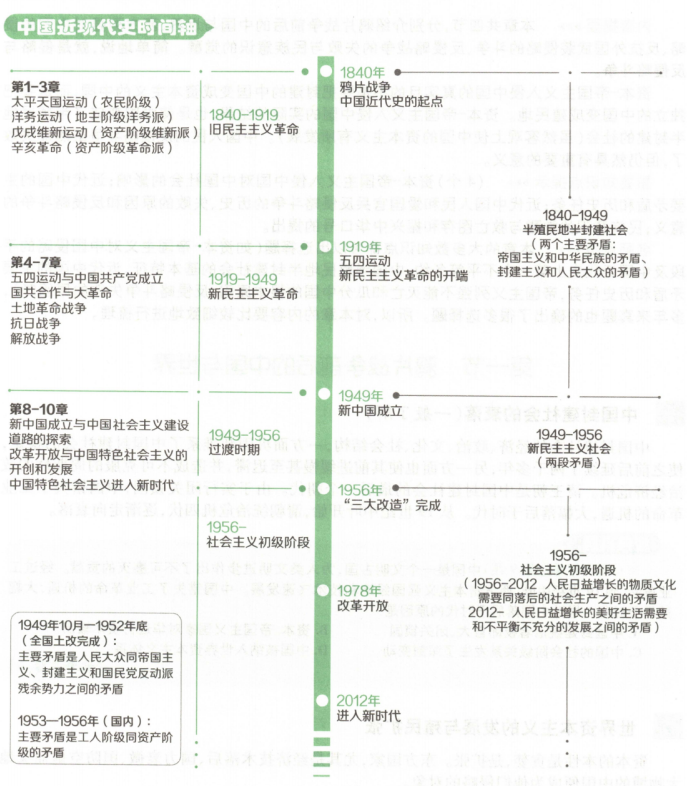 中国近现代史时间轴
第1-3章
太平天国运动（农民阶级）
洋务运动（地主阶级洋务派）
戊戌维新运动（资产阶级维新派）
辛亥革命（资产阶级革命派）
1840-1919
旧民主主义革命
1840年
鸦片战争
中国近代史的起点
1840-1949
半殖民地半封建社会
（两个主要矛盾：
帝国主义和中华民族的矛盾、
封建主义和人民大众的矛盾）
第4-7章
五四运动与中国共产党成立
国共合作与大革命
土地革命战争
抗日战争
解放战争
1919-1949
新民主主义革命
1919年
五四运动
新民主主义革命的开端
第8-10章
新中国成立与中国社会主义建设
道路的探索
改革开放与中国特色社会主义的
开创与发展
中国特色社会主义进入新时代
1949-1956
过渡时期
1949年
新中国成立
1949-1956
新民主主义社会
（两段矛盾）
1956-
社会主义初级阶段
1956年
“三大改造”完成
1956-
社会主义初级阶段
（1956-2012 人民日益增长的物质文化
需要同落后的社会生产之间的矛盾
2012- 人民日益增长的美好生活需要
和不平衡不充分的发展之间的矛盾）
1978年
改革开放
1949年10月—1952年底
（全国土改完成）：
主要矛盾是人民大众同帝国主
义、封建主义和国民党反动派
残余势力之间的矛盾
1953—1956年（国内）：
主要矛盾是工人阶级同资产阶
级的矛盾
2012年
进入新时代